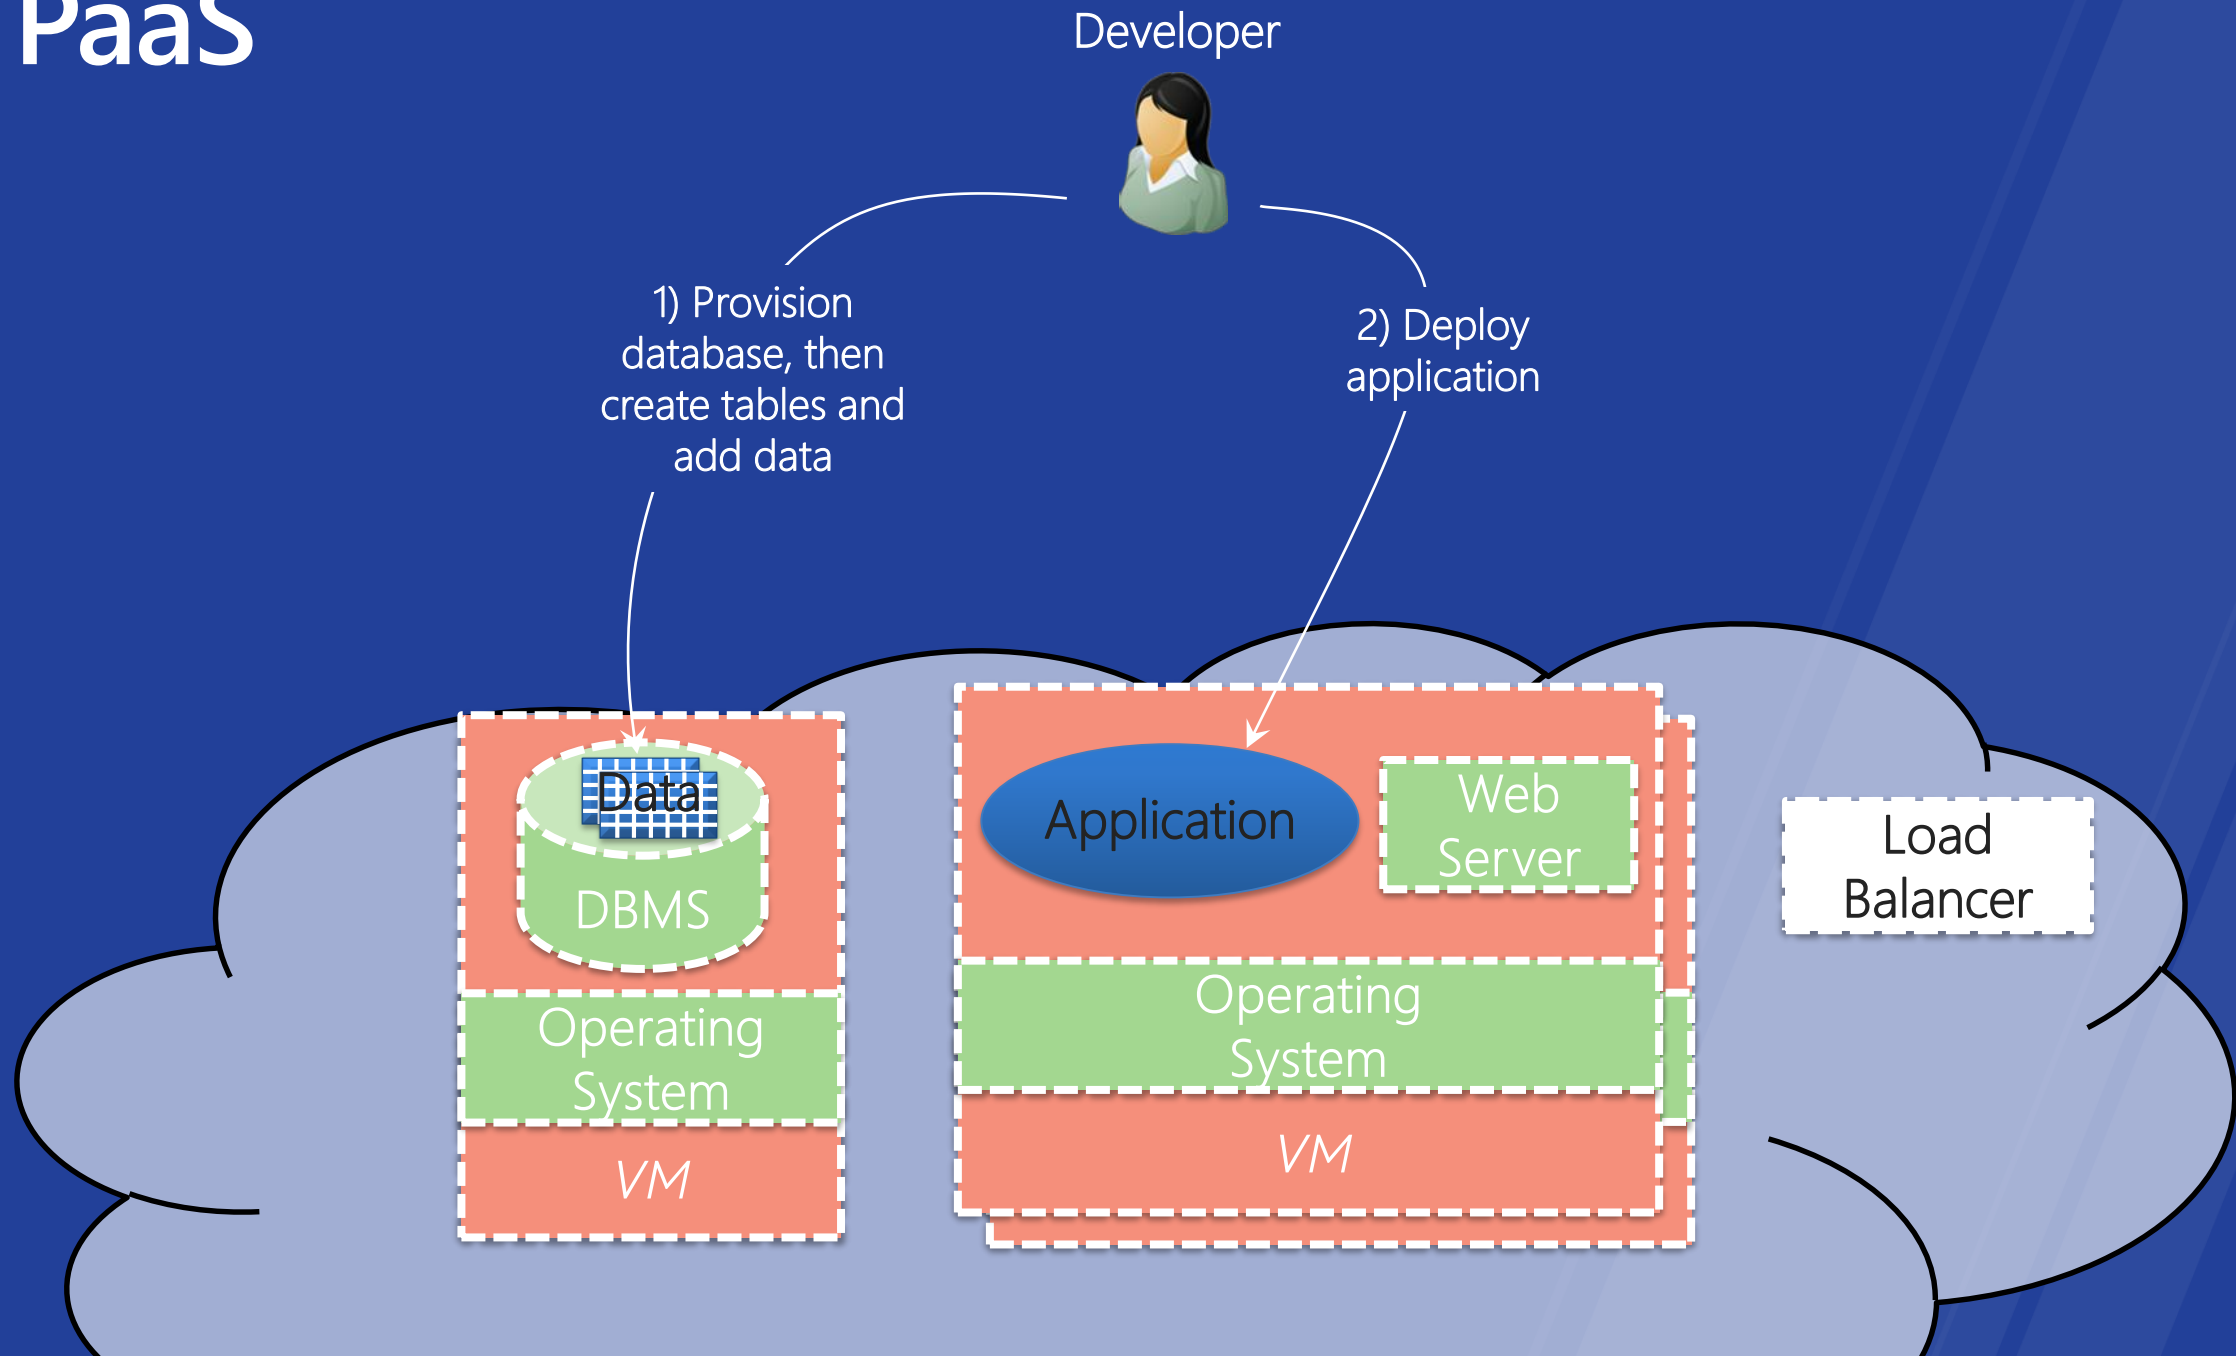 PaaS
Developer
1) Provision
database, then
create tables and
add data
2) Deploy
application
Data
DBMS
Operating
System
VM
Application
Web
Server
Operating
System
VM
Load
Balancer